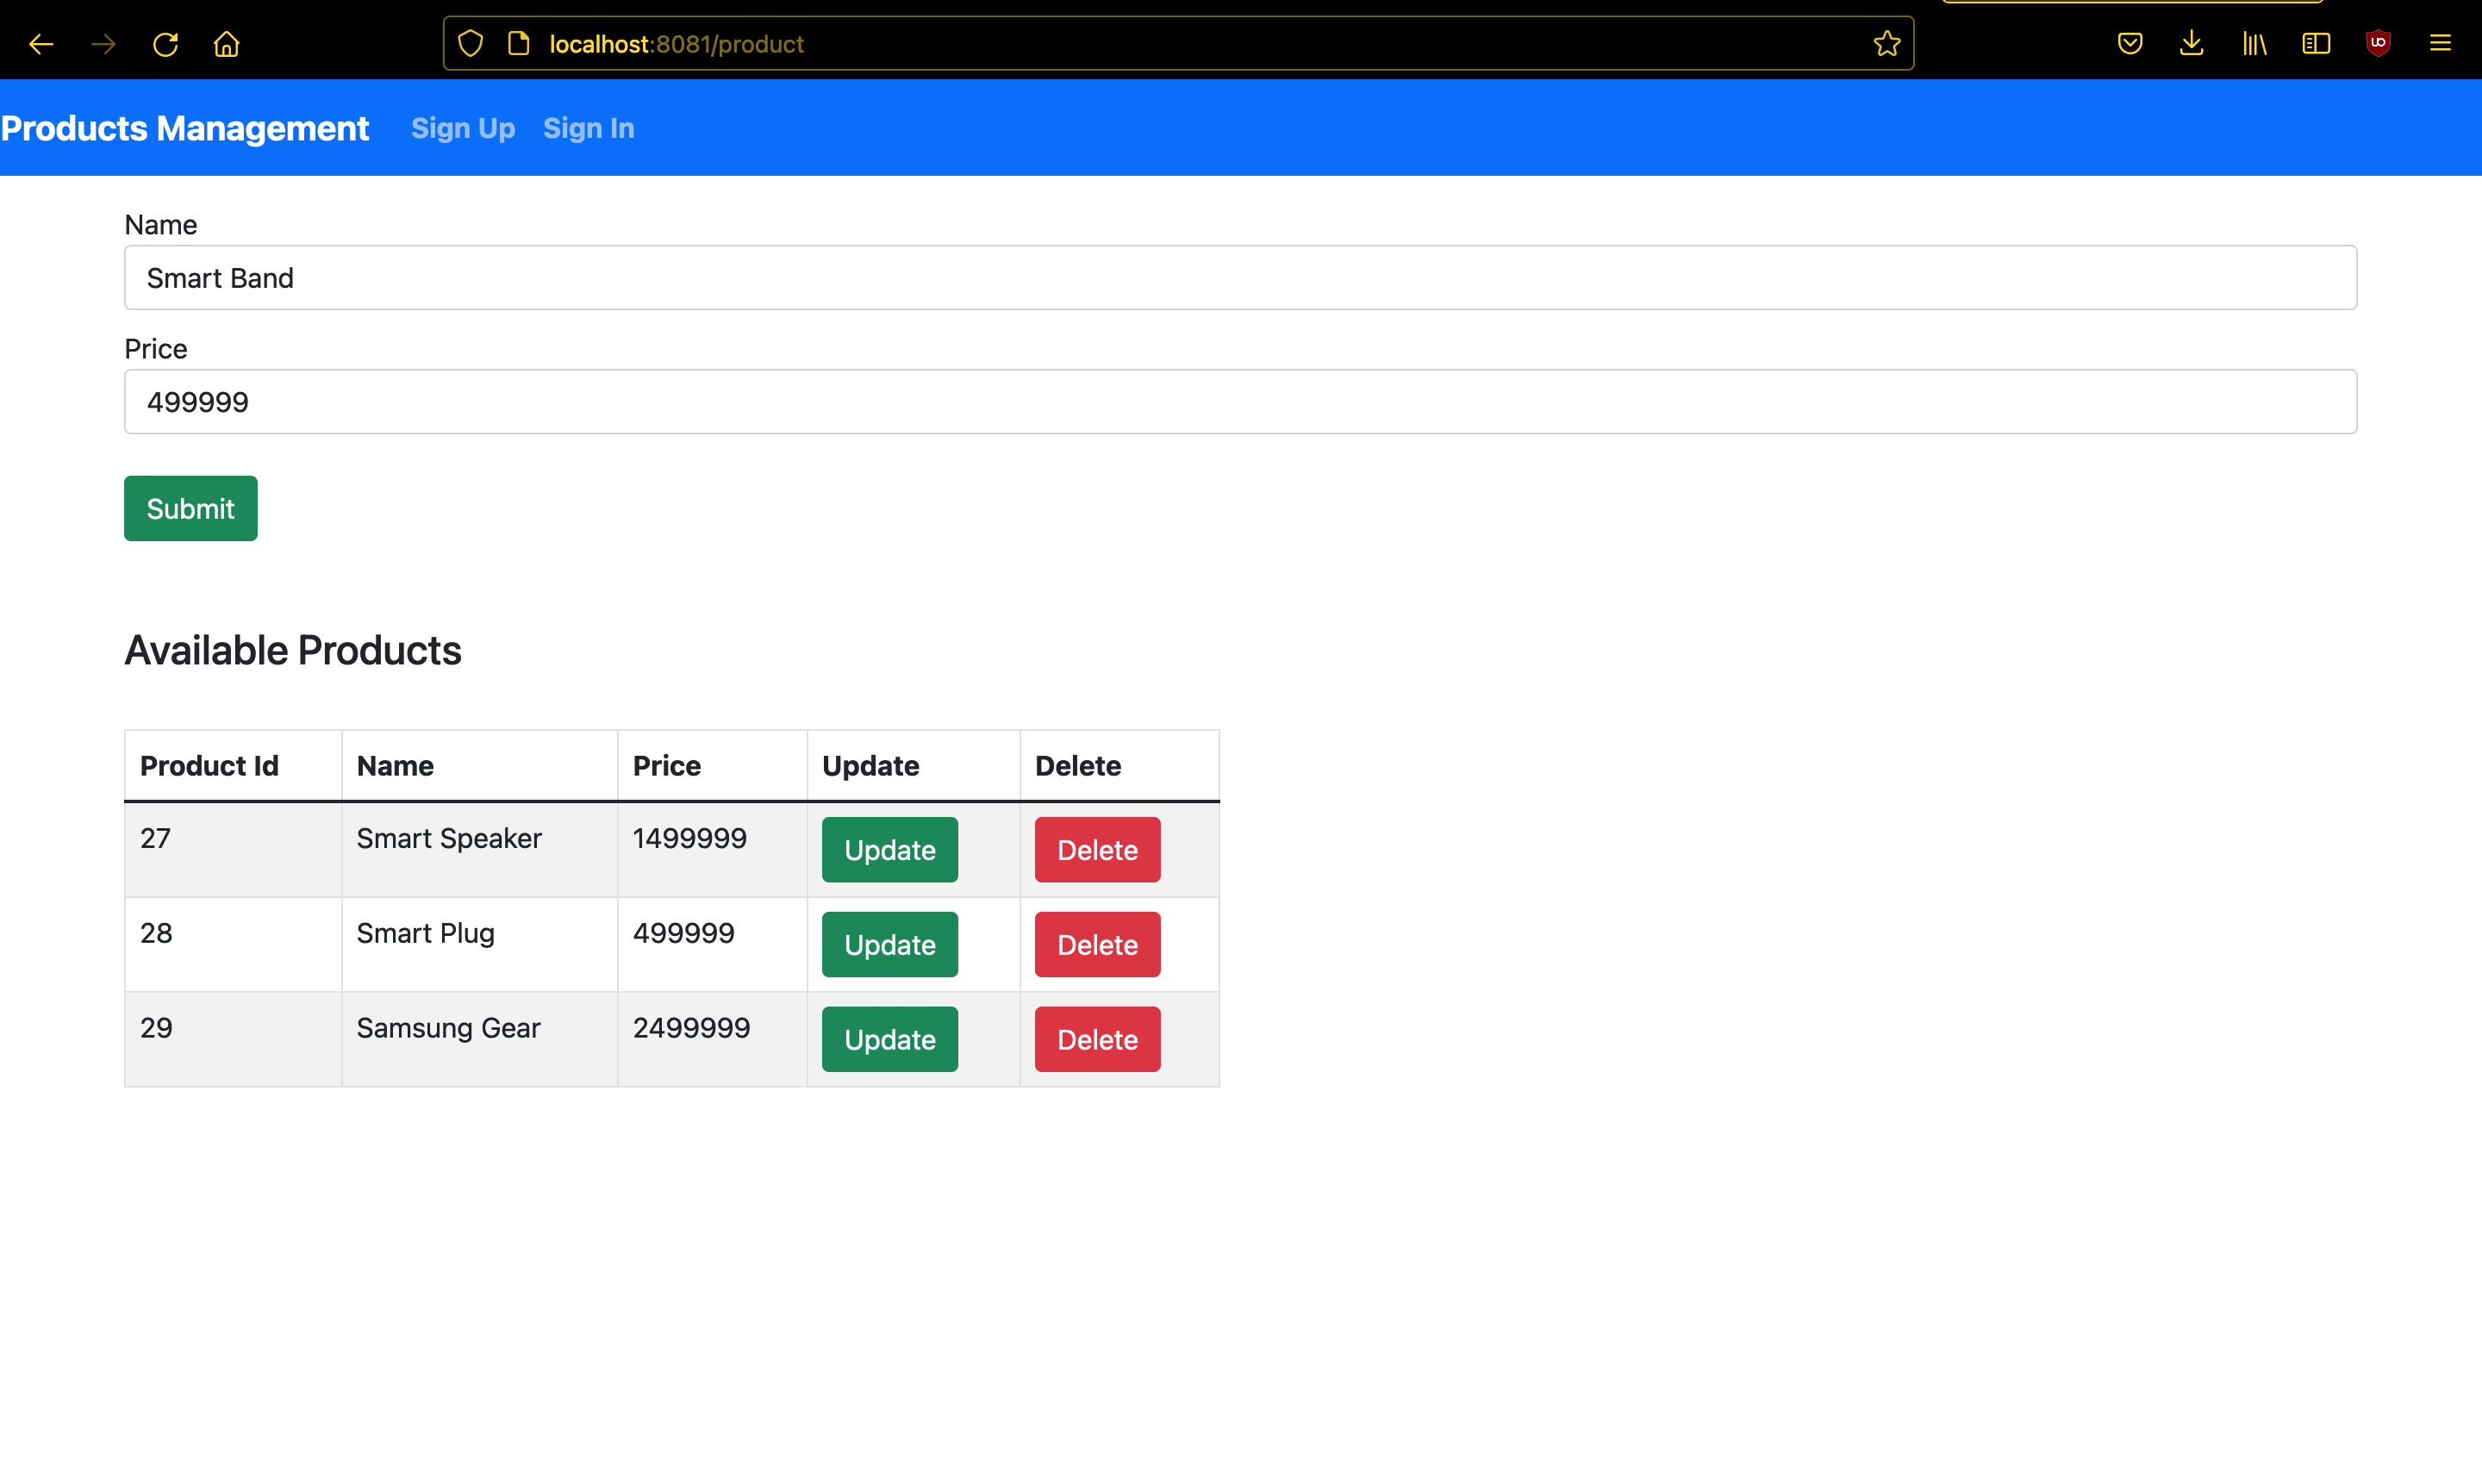 localhost:8081/product
Products Management Sign Up Sign In
Name
Smart Band
Price
499999
Submit
Available Products
Product Id Name Price Update Delete
27 Smart Speaker 1499999 Update Delete
28 Smart Plug 499999 Update Delete
29 Samsung Gear 2499999 Update Delete